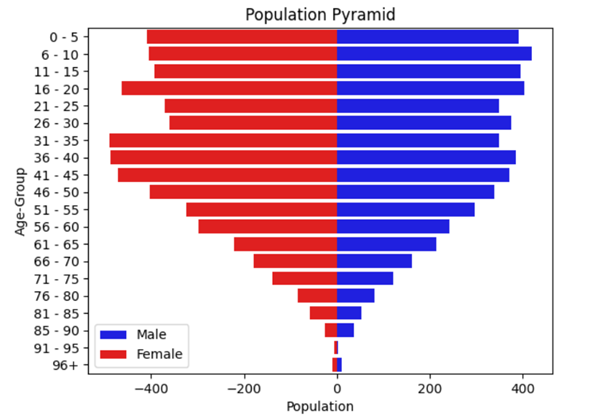 Population Pyramid
0 - 5
6 - 10
11 - 15
16 - 20
21 - 25
26 - 30
31 - 35
36 - 40
41 - 45
46 - 50
51 - 55
56 - 60
61 - 65
66 - 70
71 - 75
76 - 80
81 - 85
85 - 90
91 - 95
96+
Age-Group
Male
Female
−400 −200 0 200 400
Population